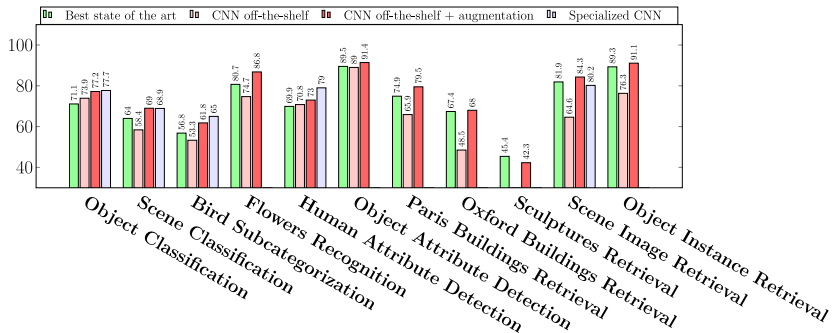 Best state of the art CNN off-the-shelf CNN off-the-shelf + augmentation Specialized CNN
100
80
60
40
71.1 73.9 77.2 77.7
64 58.4 69 68.9
56.8 53.3 61.8 65
80.7 74.7 86.8
69.9 70.8 73 79
89.5 89 91.4
74.9 65.9 79.5
67.4 48.5 68
45.4 42.3
81.9 64.6 84.3 80.2
89.3 76.3 91.1
Object Classification
Scene Classification
Bird Subcategorization
Flowers Recognition
Human Attribute Detection
Object Attribute Detection
Paris Buildings Retrieval
Oxford Buildings Retrieval
Sculptures Retrieval
Scene Image Retrieval
Object Instance Retrieval